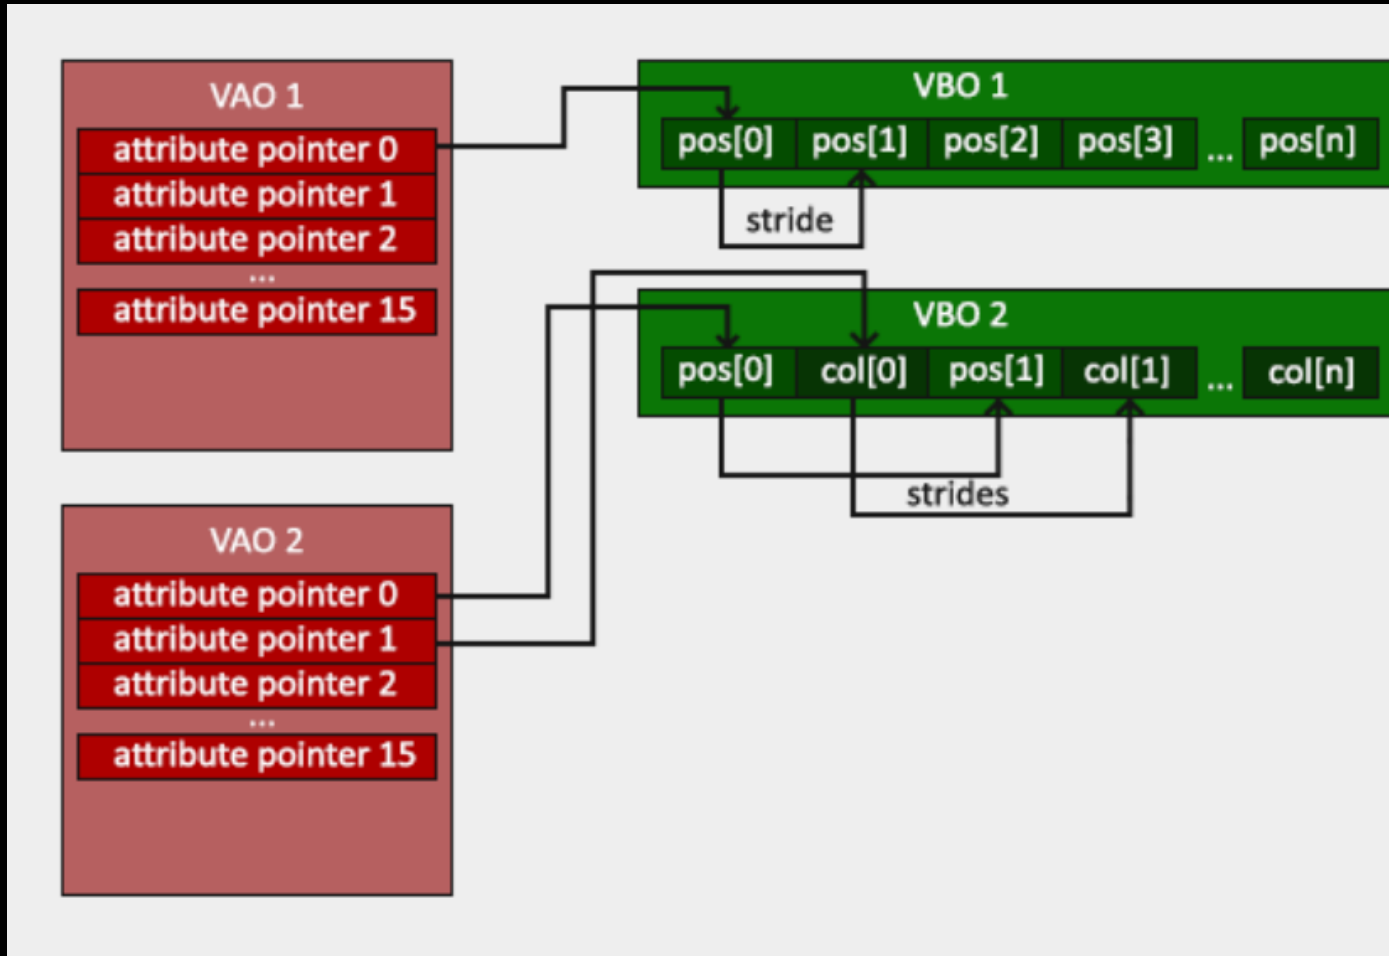 VAO 1
attribute pointer 0
attribute pointer 1
attribute pointer 2
...
attribute pointer 15
VBO 1
pos[0] pos[1] pos[2] pos[3] ... pos[n]
stride
VBO 2
pos[0] col[0] pos[1] col[1] ... col[n]
strides
VAO 2
attribute pointer 0
attribute pointer 1
attribute pointer 2
...
attribute pointer 15